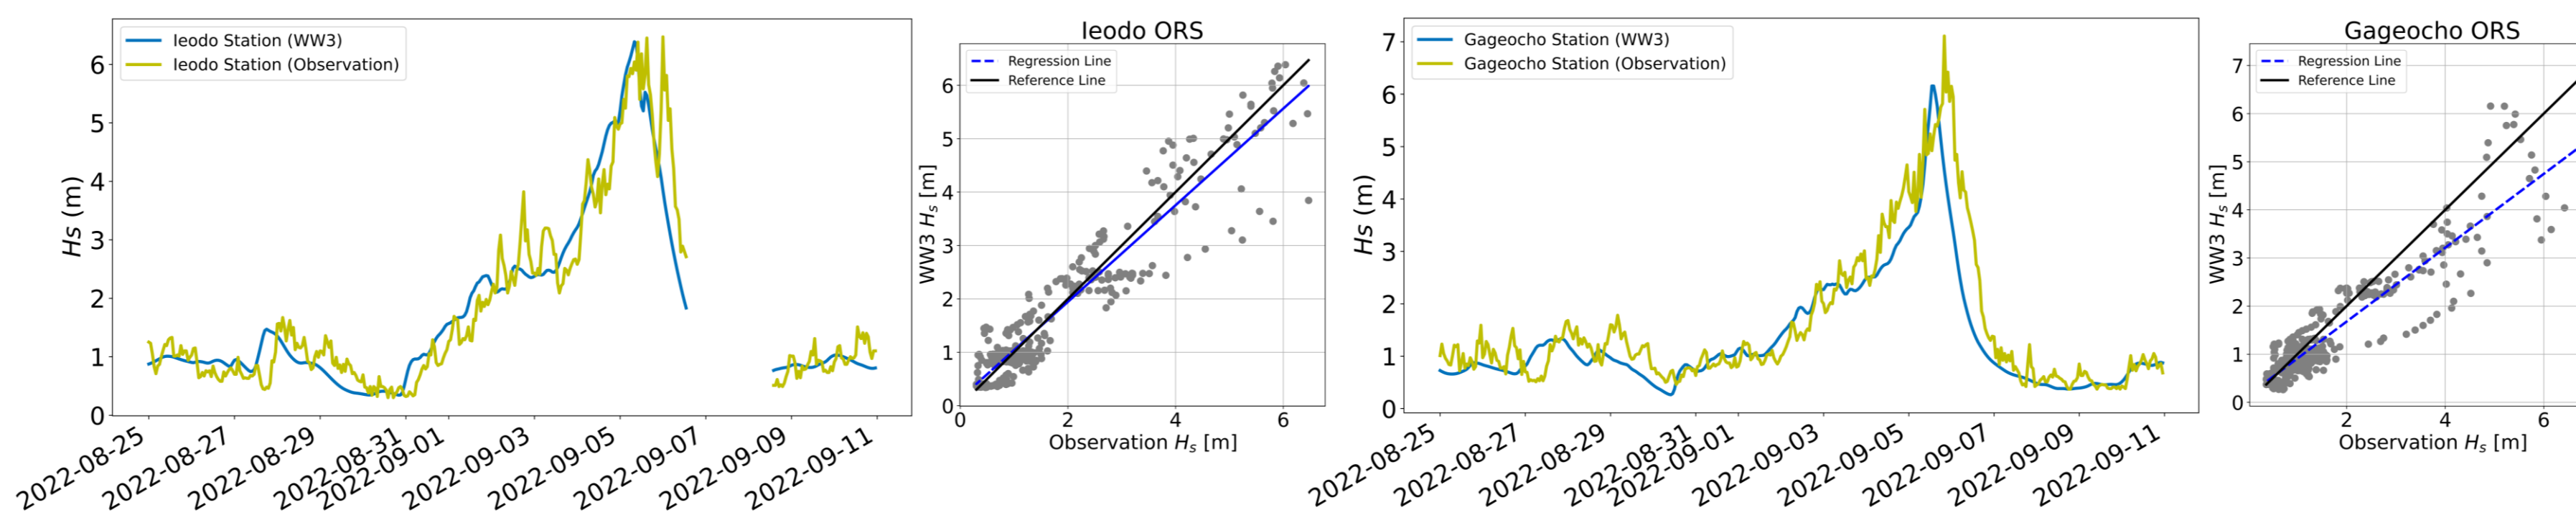 Ieodo Station (WW3)
Ieodo Station (Observation)
Hs (m)
6
5
4
3
2
1
0
2022-08-25
2022-08-27
2022-08-29
2022-08-31
2022-09-01
2022-09-03
2022-09-05
2022-09-07
2022-09-09
2022-09-11
Ieodo ORS
Regression Line
Reference Line
WW3 Hs [m]
6
5
4
3
2
1
0
0 2 4 6
Observation Hs [m]
Gageocho Station (WW3)
Gageocho Station (Observation)
Hs (m)
7
6
5
4
3
2
1
0
2022-08-25
2022-08-27
2022-08-29
2022-08-31
2022-09-01
2022-09-03
2022-09-05
2022-09-07
2022-09-09
2022-09-11
Gageocho ORS
Regression Line
Reference Line
WW3 Hs [m]
7
6
5
4
3
2
1
0
2 4 6
Observation Hs [m]